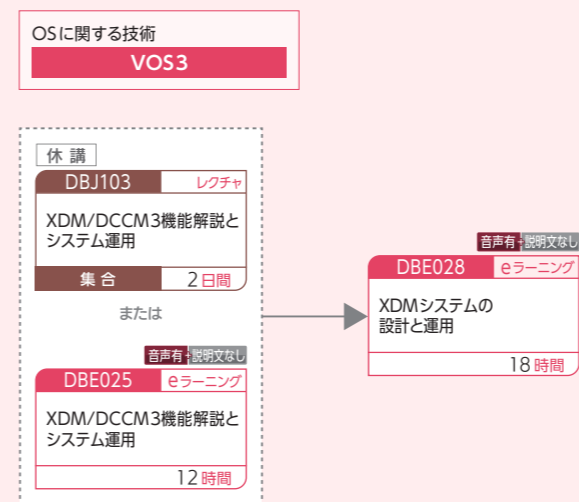 OSに関する技術
VOS3
休 講
DBJ103
レクチャ
XDM/DCCM3機能解説と
システム運用
集 合
2日間
または
音声有 説明文なし
DBE025
eラーニング
XDM/DCCM3機能解説と
システム運用
12時間
音声有 説明文なし
DBE028
eラーニング
XDMシステムの
設計と運用
18時間